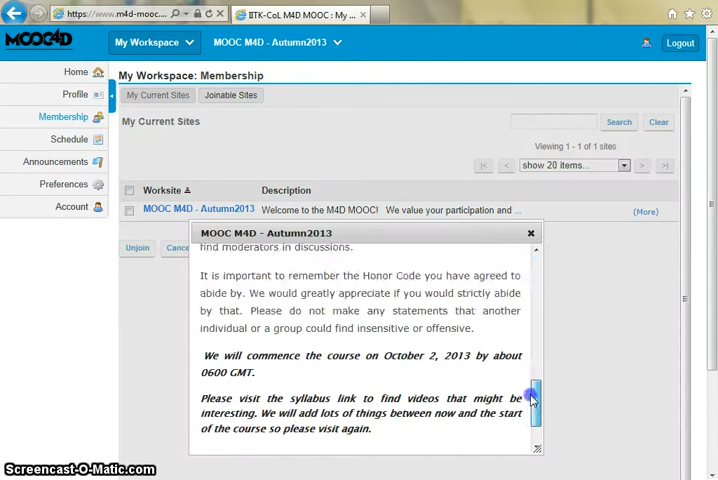 https://www.m4d-mooc....
IITK-CoL M4D MOOC : My ...
MOOC4D
My Workspace
MOOC M4D - Autumn2013
Logout
Home
Profile
Membership
Schedule
Announcements
Preferences
Account
My Workspace: Membership
My Current Sites
Joinable Sites
My Current Sites
Search
Clear
Viewing 1 - 1 of 1 sites
|<
<
show 20 items...
>
>|
Worksite
Description
MOOC M4D - Autumn2013
Welcome to the M4D MOOC! We value your participation and ...
(More)
Unjoin
MOOC M4D - Autumn2013
find moderators in discussions.
It is important to remember the Honor Code you have agreed to
abide by. We would greatly appreciate if you would strictly abide
by that. Please do not make any statements that another
individual or a group could find insensitive or offensive.
We will commence the course on October 2, 2013 by about
0600 GMT.
Please visit the syllabus link to find videos that might be
interesting. We will add lots of things between now and the start
of the course so please visit again.
Screencast-O-Matic.com